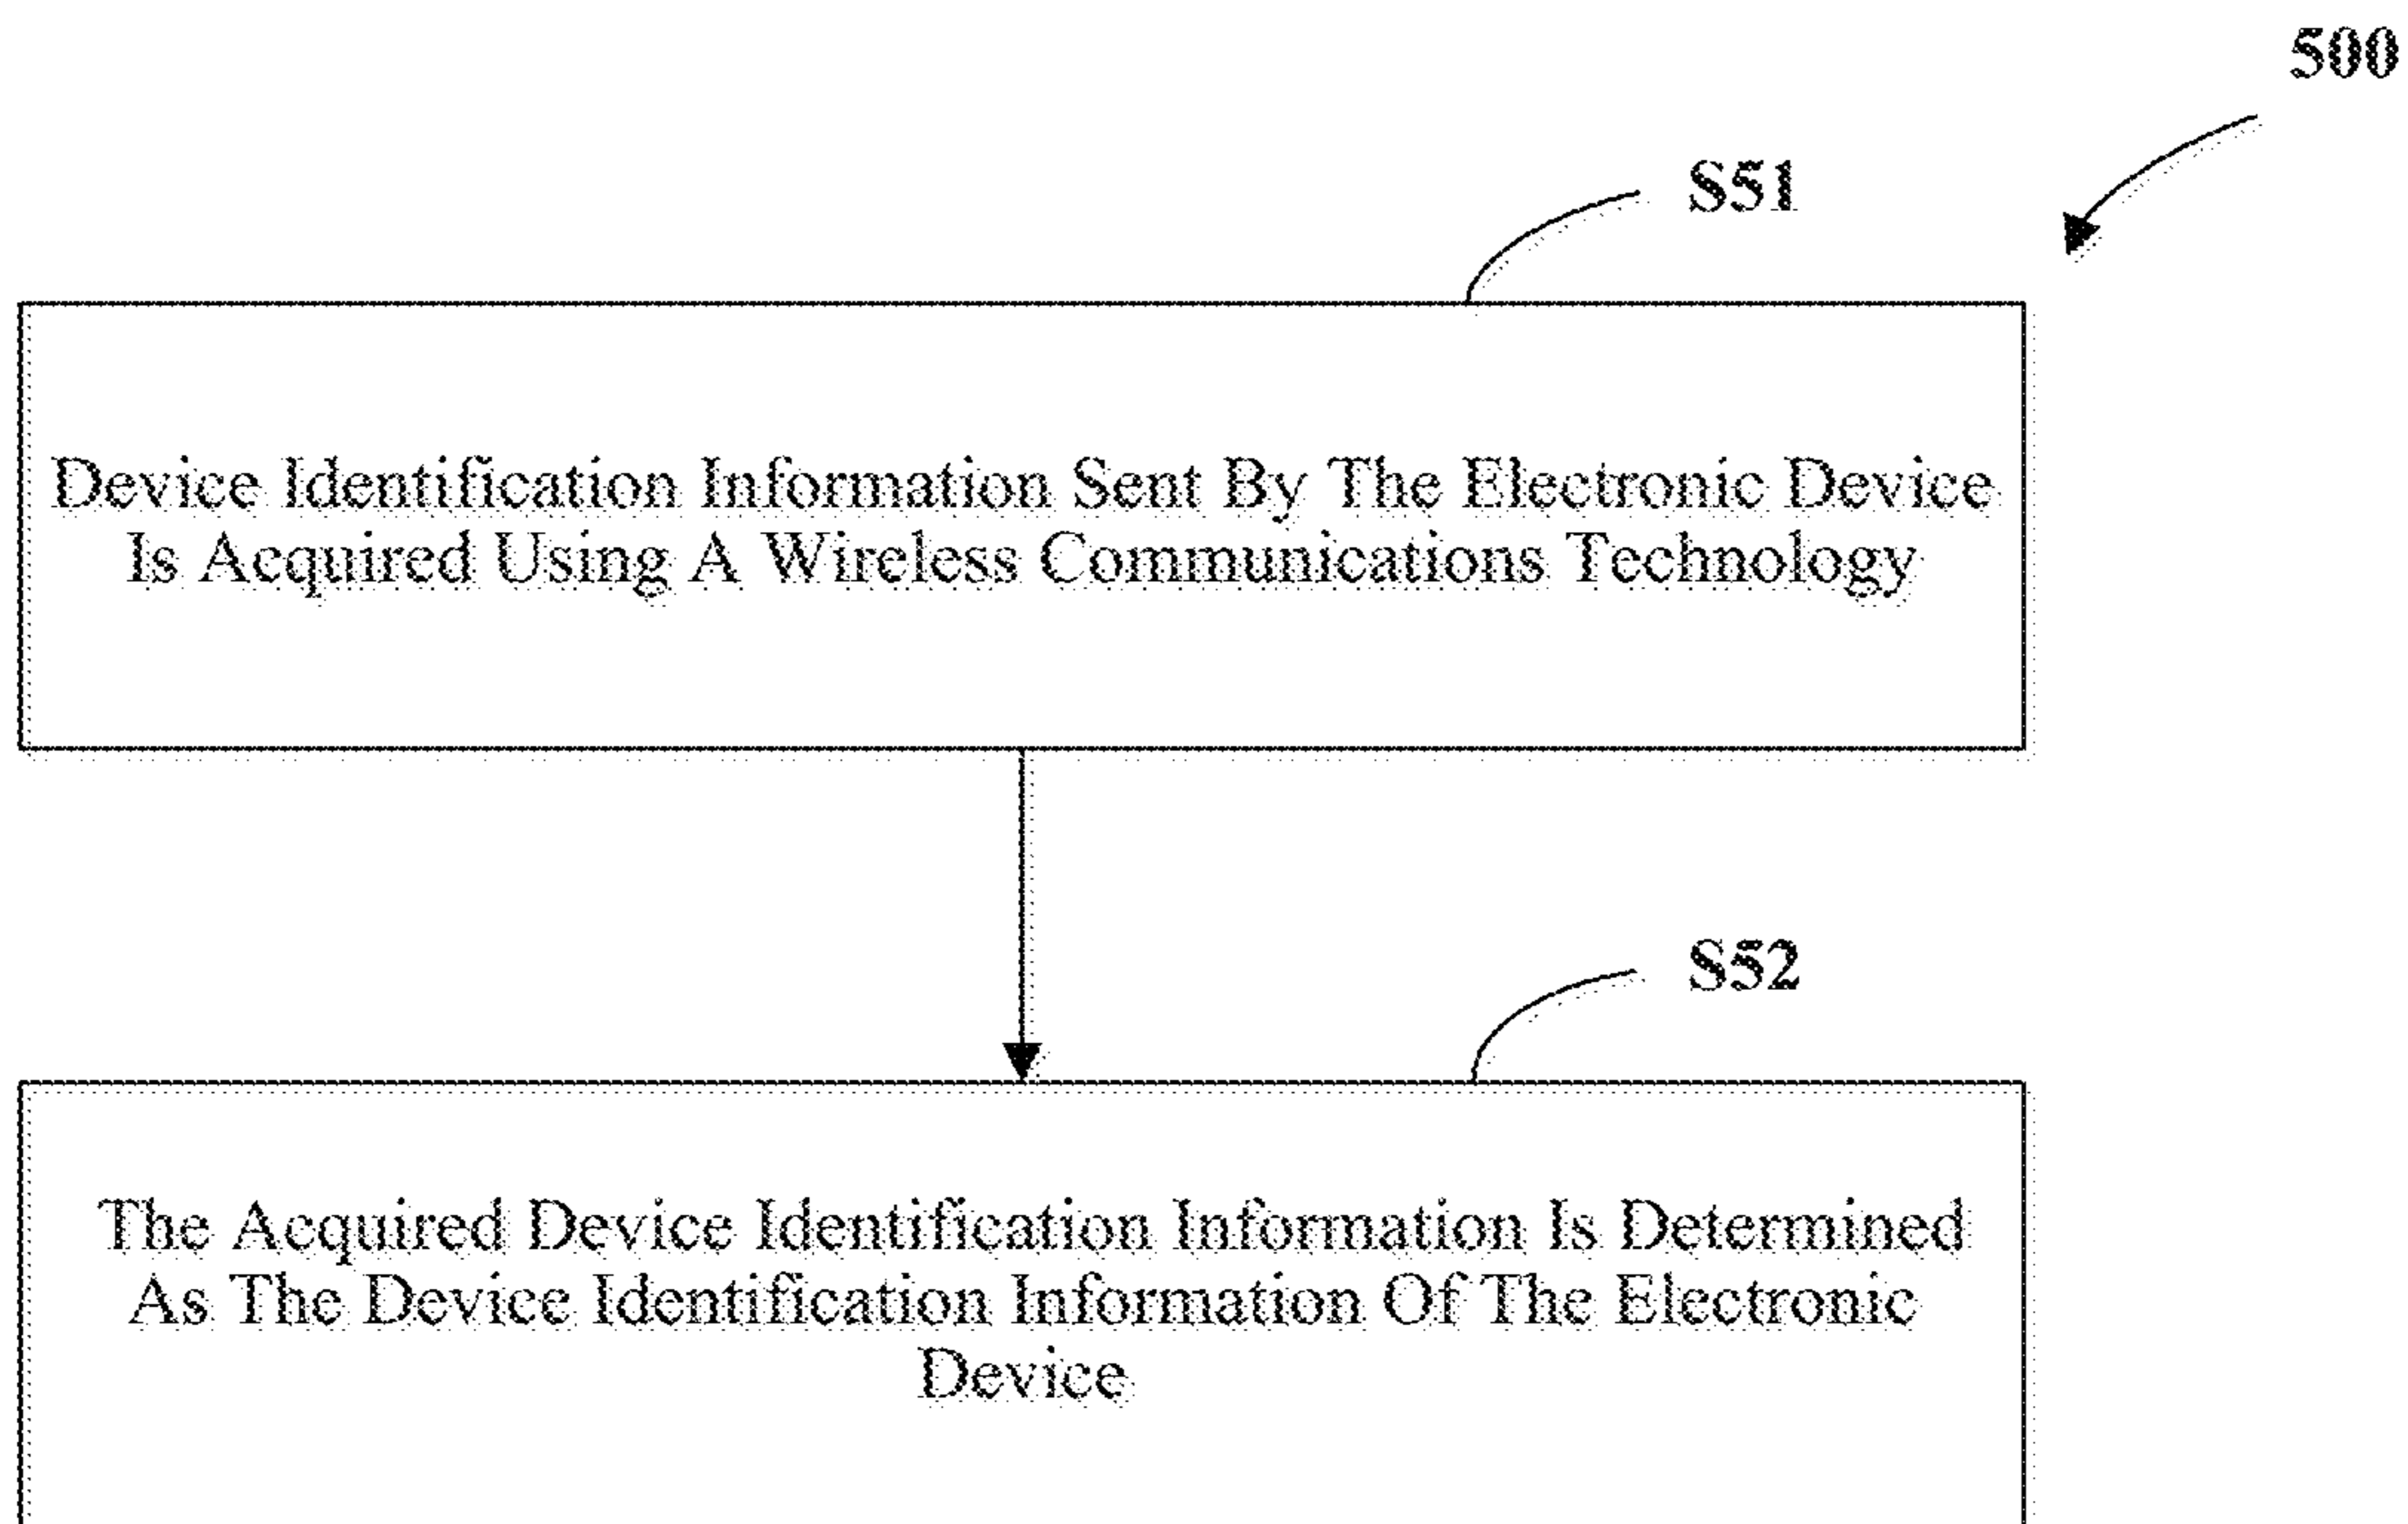 500
S51
Device Identification Information Sent By The Electronic Device
Is Acquired Using A Wireless Communications Technology
S52
The Acquired Device Identification Information Is Determined
As The Device Identification Information Of The Electronic
Device